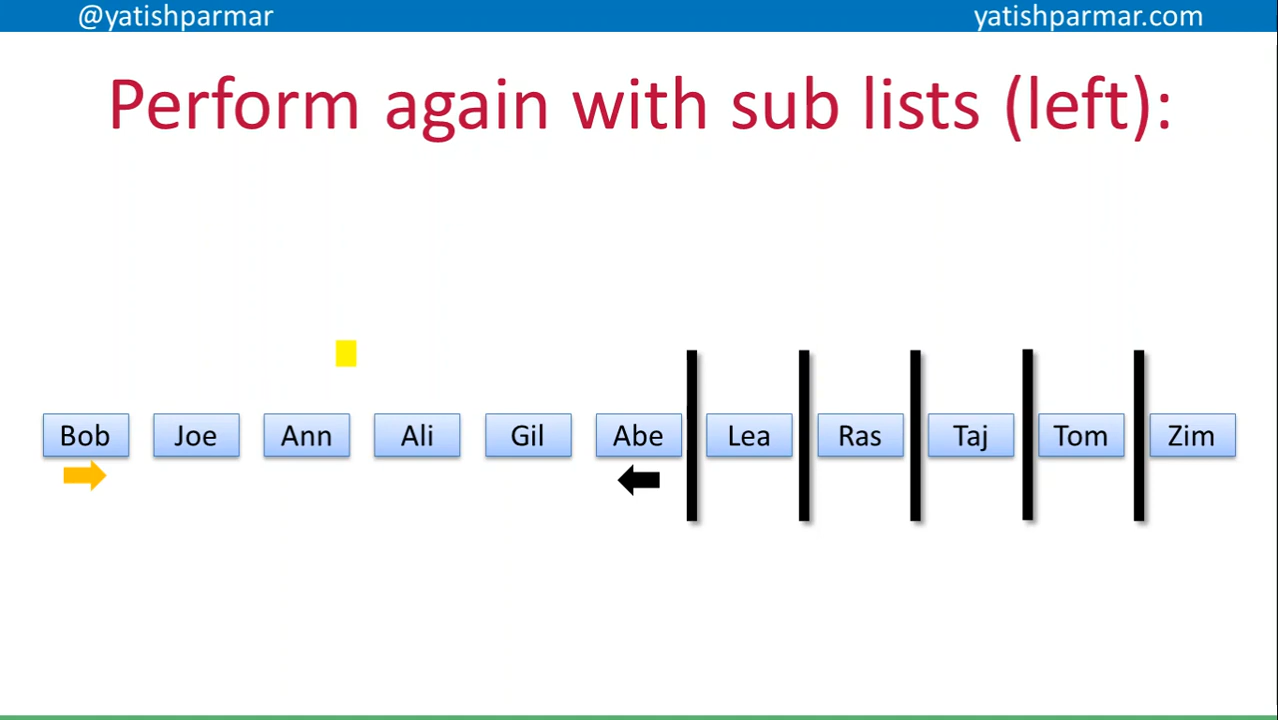 @yatishparmar yatishparmar.com
Perform again with sub lists (left):
Bob Joe Ann Ali Gil Abe Lea Ras Taj Tom Zim